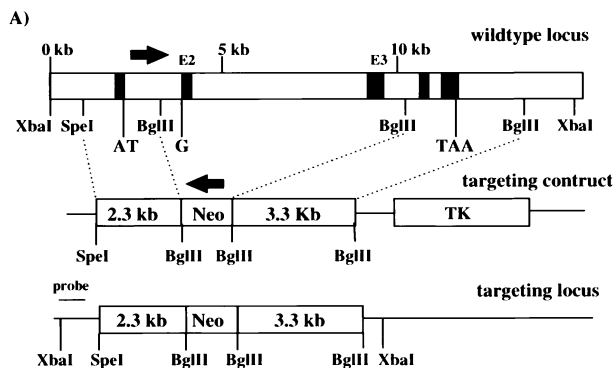 A)
0 kb 5 kb 10 kb wildtype locus
E2 E3
XbaI SpeI BglII BglII BglII XbaI
AT G TAA
targeting contruct
2.3 kb Neo 3.3 Kb TK
SpeI BglII BglII BglII
probe targeting locus
2.3 kb Neo 3.3 kb
XbaI SpeI BglII BglII BglII XbaI